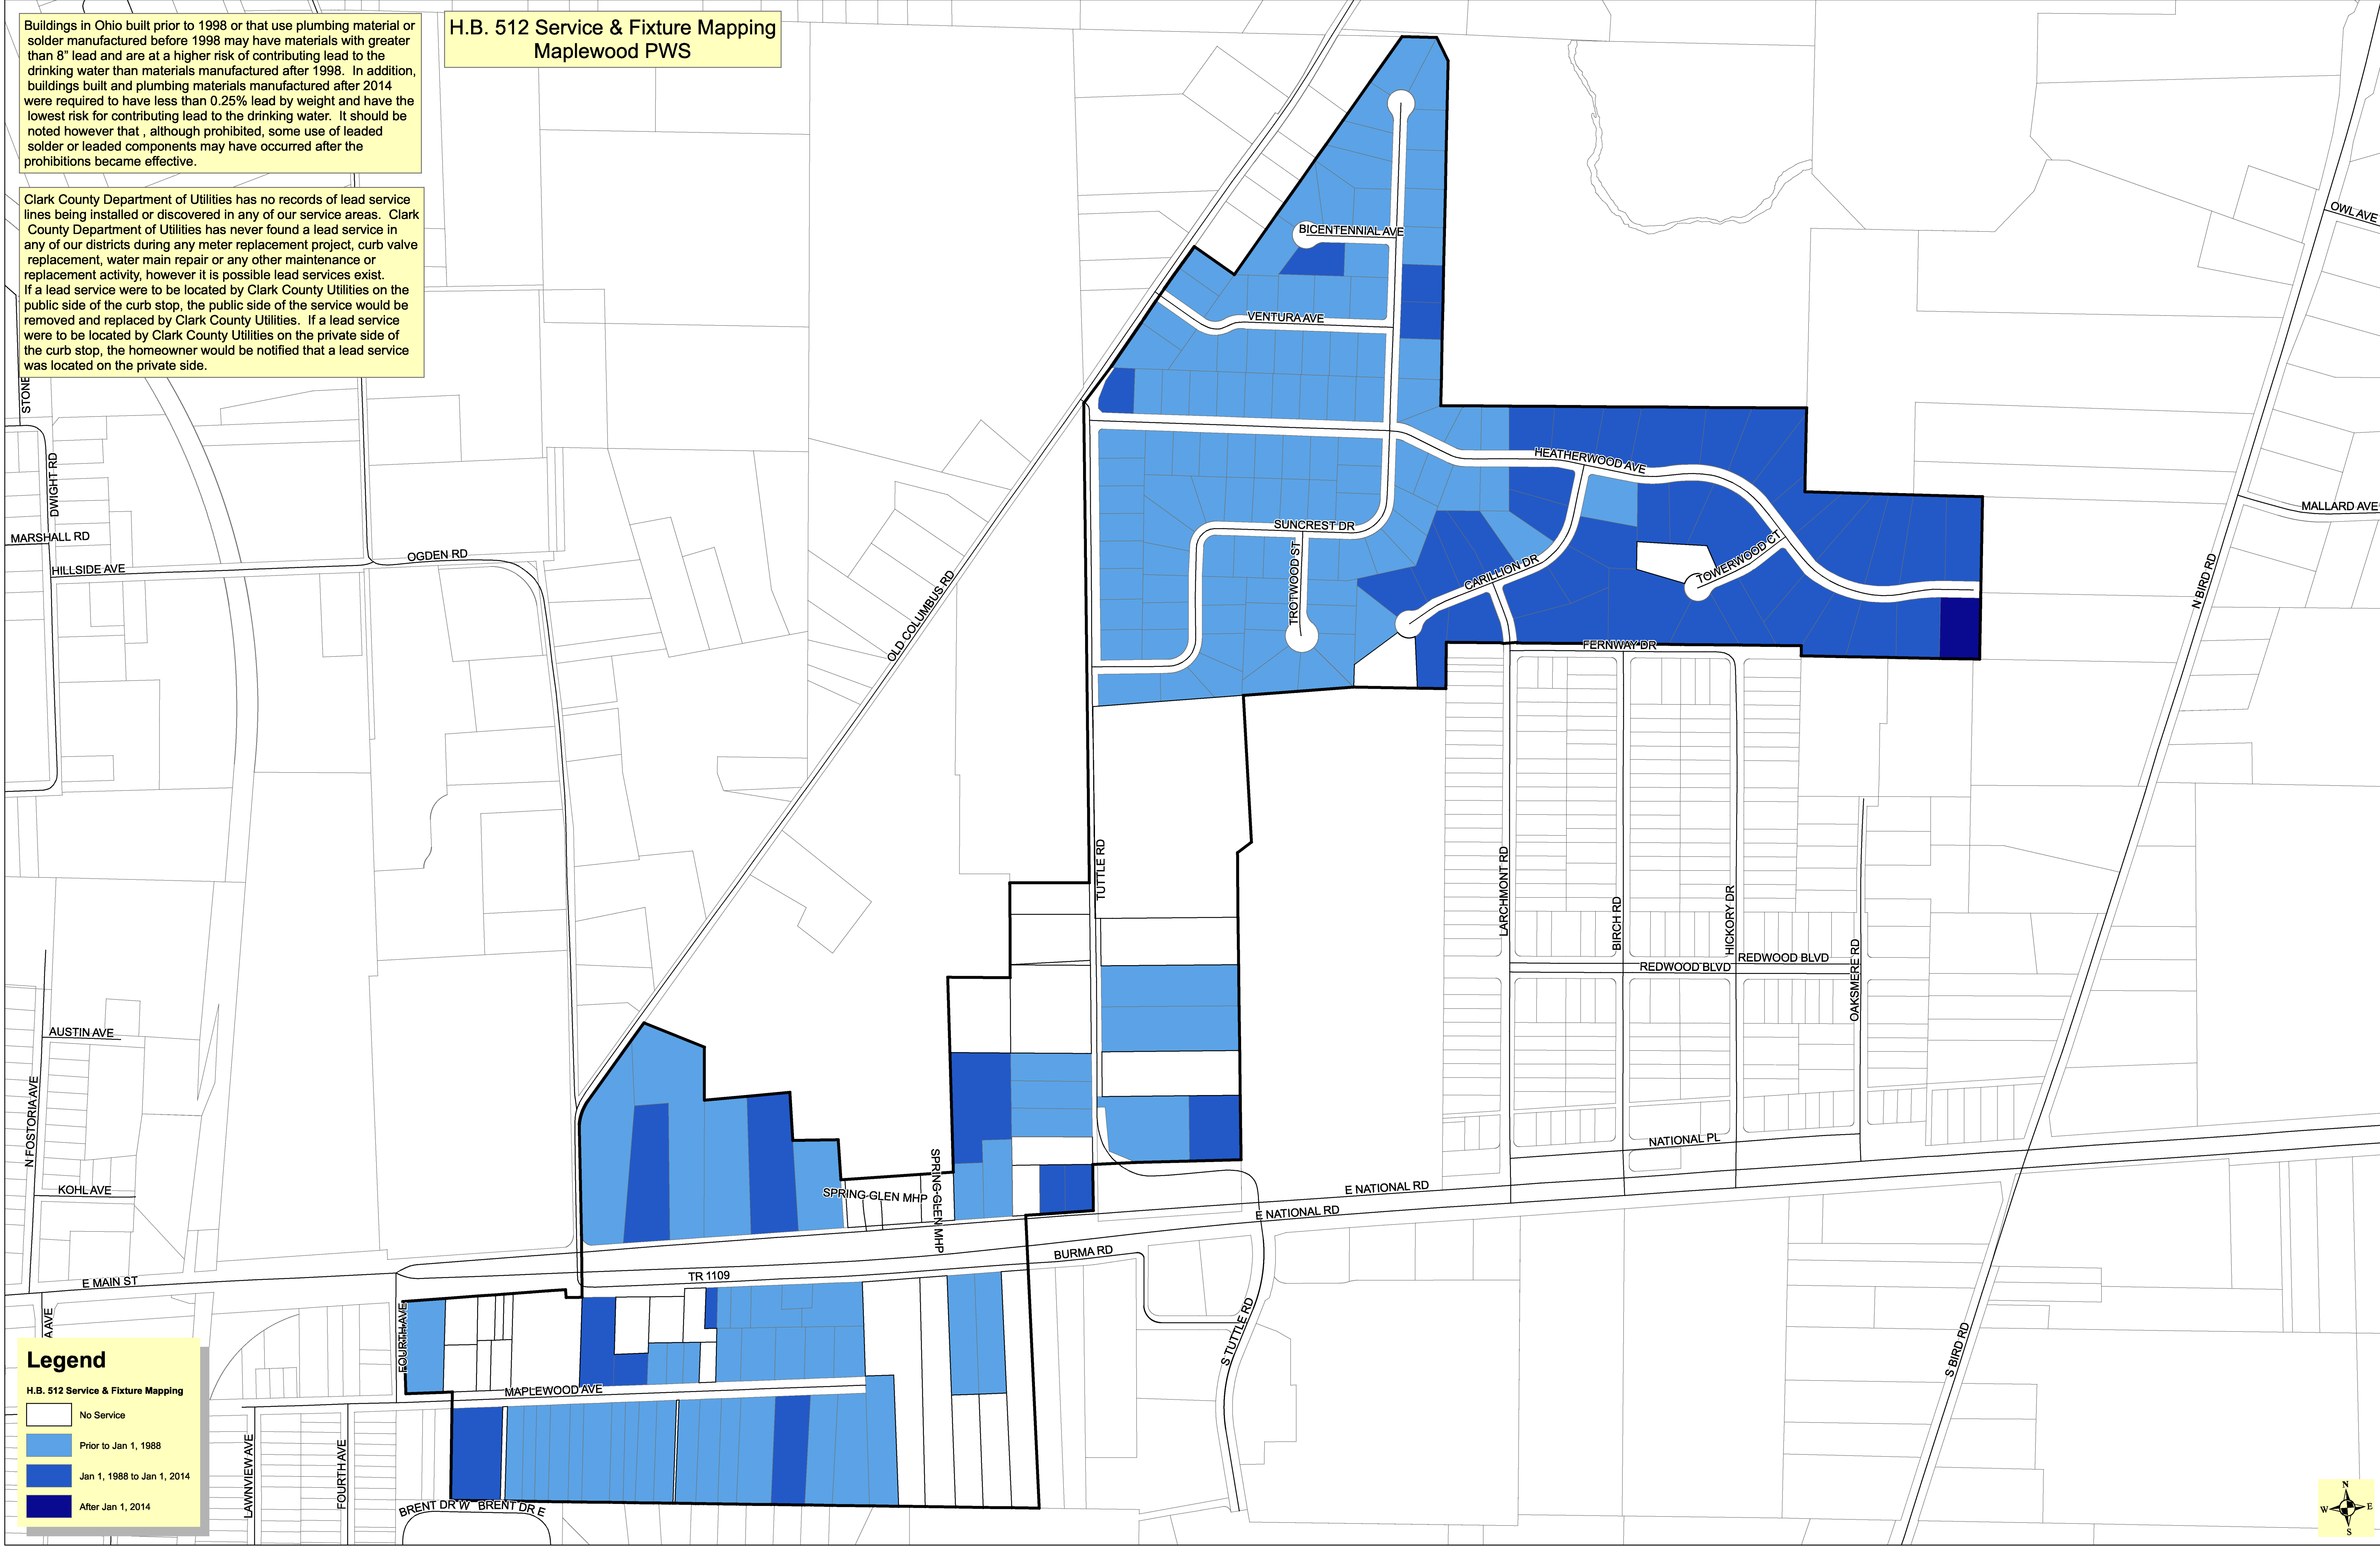 Buildings in Ohio built prior to 1998 or that use plumbing material or
solder manufactured before 1998 may have materials with greater
than 8” lead and are at a higher risk of contributing lead to the
drinking water than materials manufactured after 1998. In addition,
buildings built and plumbing materials manufactured after 2014
were required to have less than 0.25% lead by weight and have the
lowest risk for contributing lead to the drinking water. It should be
noted however that , although prohibited, some use of leaded
solder or leaded components may have occurred after the
prohibitions became effective.
H.B. 512 Service & Fixture Mapping
Maplewood PWS
Clark County Department of Utilities has no records of lead service
lines being installed or discovered in any of our service areas. Clark
County Department of Utilities has never found a lead service in
any of our districts during any meter replacement project, curb valve
replacement, water main repair or any other maintenance or
replacement activity, however it is possible lead services exist.
If a lead service were to be located by Clark County Utilities on the
public side of the curb stop, the public side of the service would be
removed and replaced by Clark County Utilities. If a lead service
were to be located by Clark County Utilities on the private side of
the curb stop, the homeowner would be notified that a lead service
was located on the private side.
OWL AVE
BICENTENNIAL AVE
VENTURA AVE
STONE
HEATHERWOOD AVE
DWIGHT RD
MALLARD AVE
MARSHALL RD
SUNCREST DR
HILLSIDE AVE
OGDEN RD
TROTWOOD ST
CARILLION DR
TOWERWOOD CT
N BIRD RD
OLD COLUMBUS RD
FERNWAY DR
TUTTLE RD
LARCHMONT RD
BIRCH RD
HICKORY DR
REDWOOD BLVD
REDWOOD BLVD
OAKSMERE RD
AUSTIN AVE
N FOSTORIA AVE
NATIONAL PL
KOHL AVE
SPRING GLEN MHP
SPRING GLEN MHP
E NATIONAL RD
E NATIONAL RD
BURMA RD
E MAIN ST
TR 1109
A AVE
FOURTH AVE
S TUTTLE RD
S BIRD RD
MAPLEWOOD AVE
LAWNVIEW AVE
FOURTH AVE
BRENT DR W
BRENT DR E
Legend
H.B. 512 Service & Fixture Mapping
No Service
Prior to Jan 1, 1988
Jan 1, 1988 to Jan 1, 2014
After Jan 1, 2014
N
W
E
S